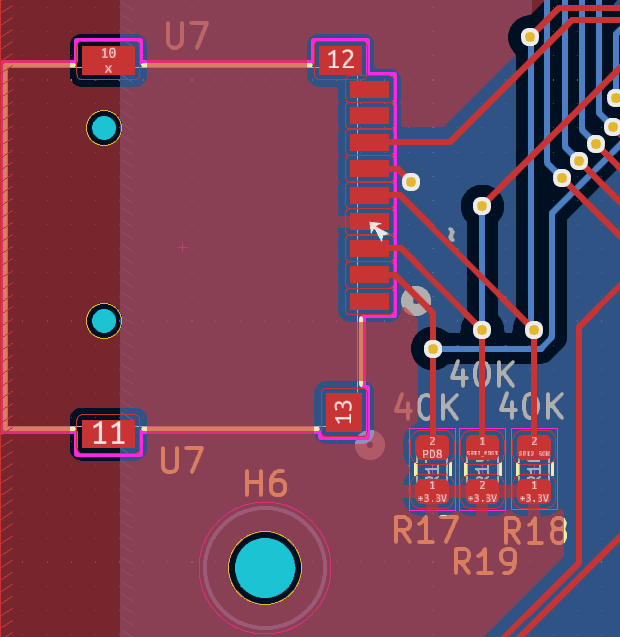 U7
10
x
12
~
40K
40K
40K
13
11
U7
H6
2
PD8
1
2
1
+3.3V
2
+3.3V
1
+3.3V
R17
R18
R19